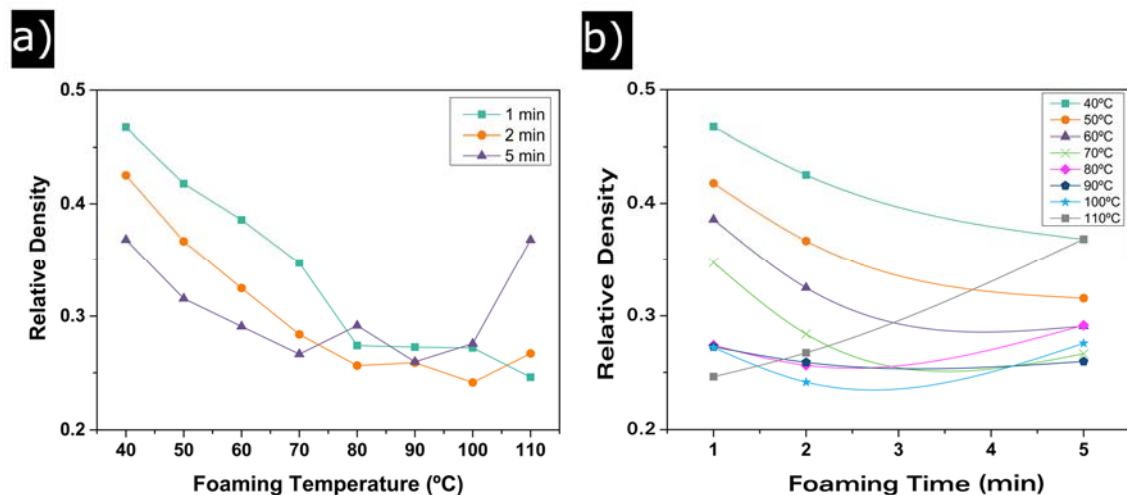 a)
0.5
0.4
0.3
0.2
Relative Density
1 min
2 min
5 min
40 50 60 70 80 90 100 110
Foaming Temperature (ºC)
b)
0.5
0.4
0.3
0.2
Relative Density
40ºC
50ºC
60ºC
70ºC
80ºC
90ºC
100ºC
110ºC
1 2 3 4 5
Foaming Time (min)